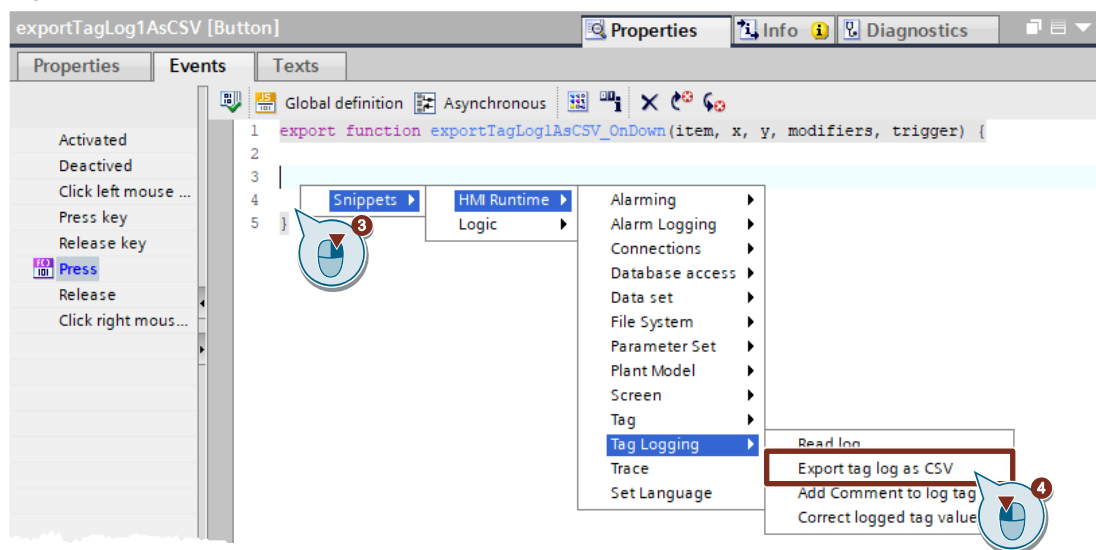 exportTagLog1AsCSV [Button]
Properties
Info
Diagnostics
Properties
Events
Texts
Global definition
Asynchronous
Activated
Deactived
Click left mouse ...
Press key
Release key
Press
Release
Click right mous...
1 export function exportTagLog1AsCSV_OnDown(item, x, y, modifiers, trigger) {
2
3
4
5 }
Snippets
3
HMI Runtime
Logic
Alarming
Alarm Logging
Connections
Database access
Data set
File System
Parameter Set
Plant Model
Screen
Tag
Tag Logging
Trace
Set Language
Read log
Export tag log as CSV
Add Comment to log tag
Correct logged tag value
4